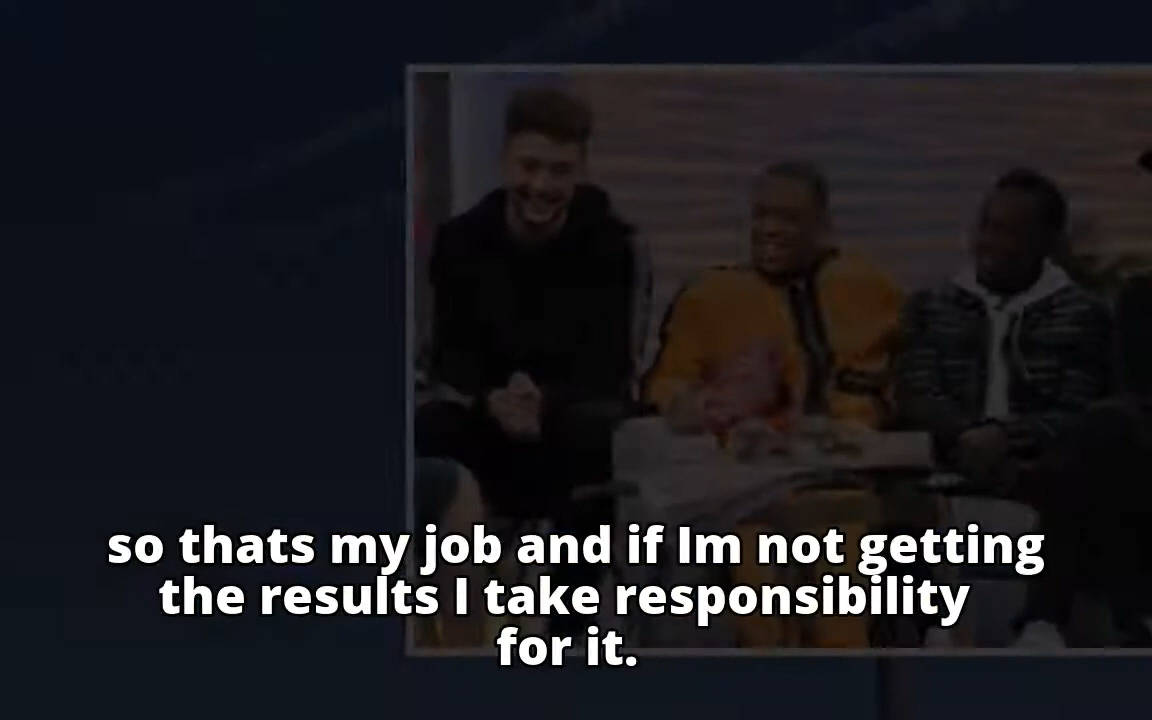 so thats my job and if Im not getting
the results I take responsibility
for it.